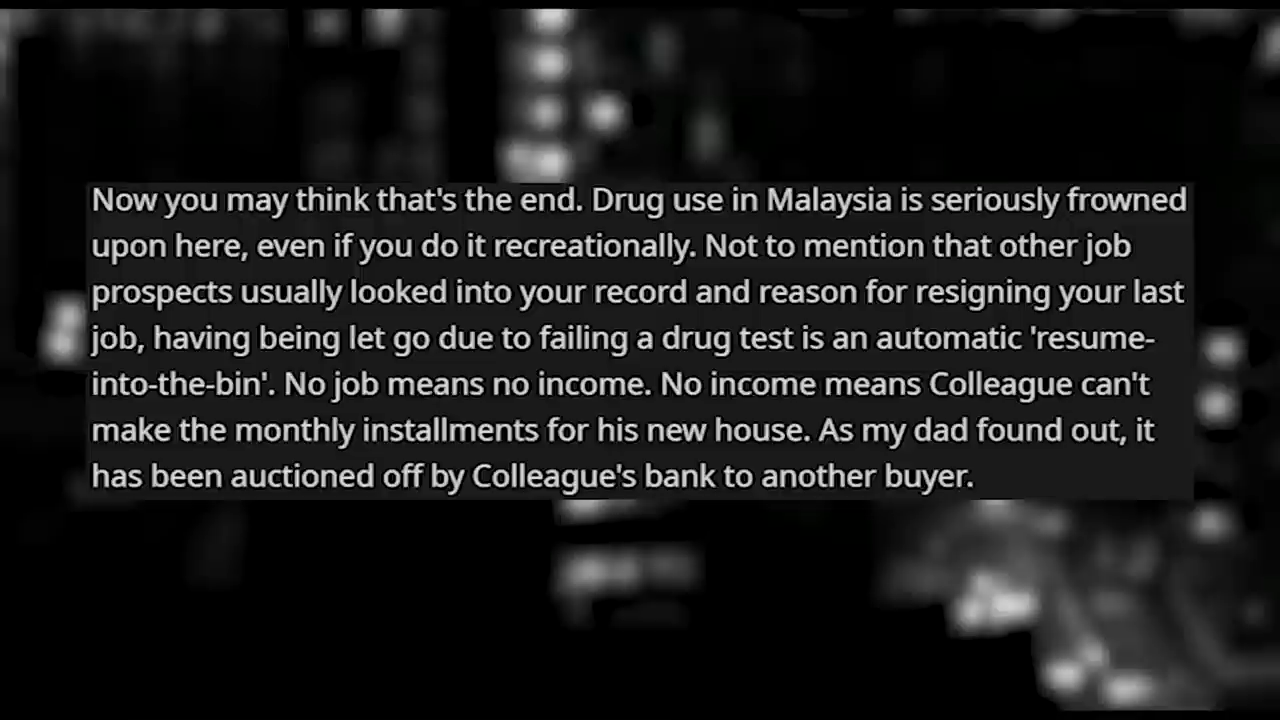 Now you may think that's the end. Drug use in Malaysia is seriously frowned
upon here, even if you do it recreationally. Not to mention that other job
prospects usually looked into your record and reason for resigning your last
job, having being let go due to failing a drug test is an automatic 'resume-
into-the-bin'. No job means no income. No income means Colleague can't
make the monthly installments for his new house. As my dad found out, it
has been auctioned off by Colleague's bank to another buyer.